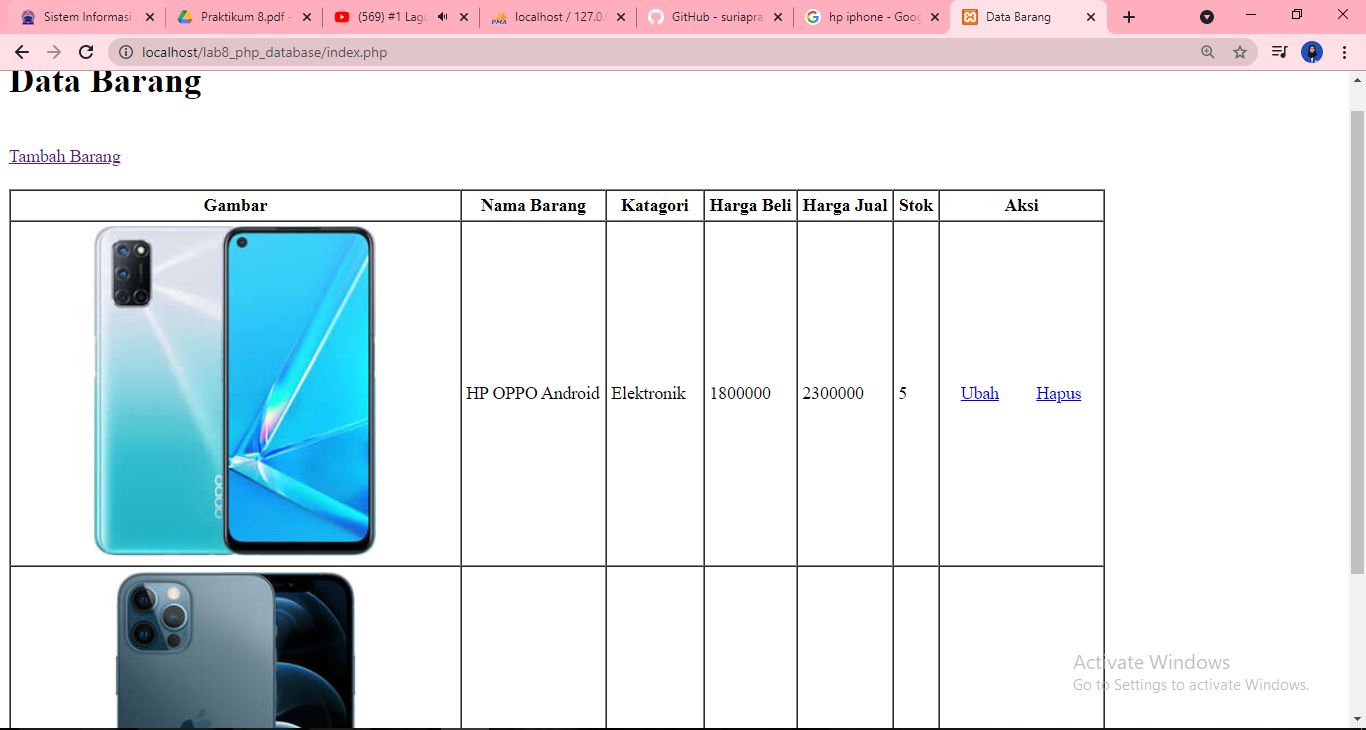 Sistem Informasi
Praktikum 8.pdf -
(569) #1 Lagu
localhost / 127.0.
GitHub - suriapra
hp iphone - Goog
Data Barang
localhost/lab8_php_database/index.php
Data Barang
Tambah Barang
Gambar Nama Barang Katagori Harga Beli Harga Jual Stok Aksi
oppo
HP OPPO Android Elektronik 1800000 2300000 5 Ubah Hapus
Activate Windows
Go to Settings to activate Windows.